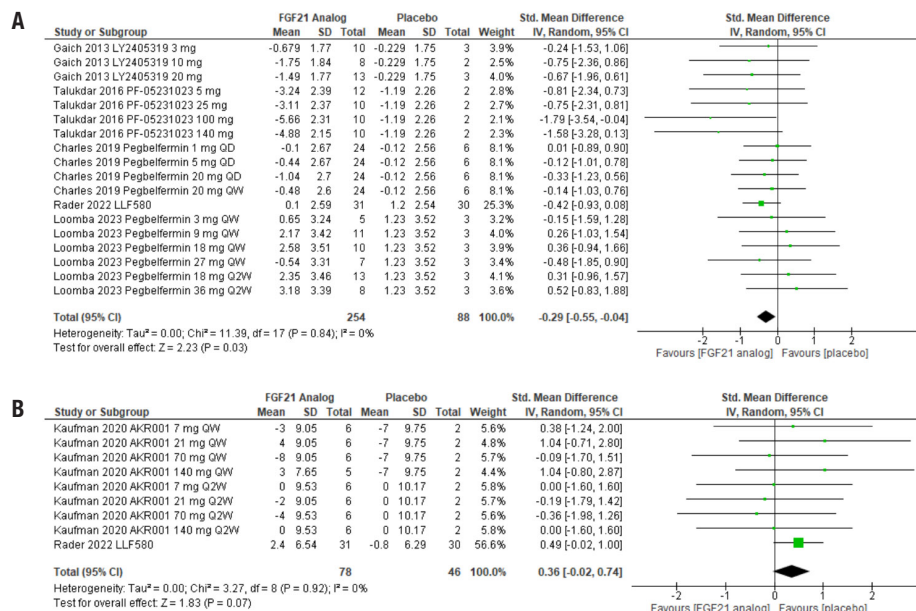 A
FGF21 Analog Placebo Std. Mean Difference Std. Mean Difference
Study or Subgroup Mean SD Total Mean SD Total Weight IV, Random, 95% CI IV, Random, 95% CI
Gaich 2013 LY2405319 3 mg -0.679 1.77 10 -0.229 1.75 3 3.9% -0.24 [-1.53, 1.06]
Gaich 2013 LY2405319 10 mg -1.75 1.84 8 -0.229 1.75 2 2.5% -0.75 [-2.36, 0.86]
Gaich 2013 LY2405319 20 mg -1.49 1.77 13 -0.229 1.75 3 4.0% -0.67 [-1.96, 0.61]
Talukdar 2016 PF-05231023 5 mg -3.24 2.39 12 -1.19 2.26 2 2.8% -0.81 [-2.34, 0.73]
Talukdar 2016 PF-05231023 25 mg -3.11 2.37 10 -1.19 2.26 2 2.7% -0.75 [-2.31, 0.81]
Talukdar 2016 PF-05231023 100 mg -5.66 2.31 10 -1.19 2.26 2 2.1% -1.79 [-3.54, -0.04]
Talukdar 2016 PF-05231023 140 mg -4.88 2.15 10 -1.19 2.26 2 2.3% -1.58 [-3.28, 0.13]
Charles 2019 Pegbelfermin 1 mg QD -0.1 2.67 24 -0.12 2.56 6 8.1% 0.01 [-0.89, 0.90]
Charles 2019 Pegbelfermin 5 mg QD -0.44 2.67 24 -0.12 2.56 6 8.1% -0.12 [-1.01, 0.78]
Charles 2019 Pegbelfermin 20 mg QD -1.04 2.7 24 -0.12 2.56 6 8.1% -0.33 [-1.23, 0.56]
Charles 2019 Pegbelfermin 20 mg QW -0.48 2.6 24 -0.12 2.56 6 8.1% -0.14 [-1.03, 0.76]
Rader 2022 LLF580 0.1 2.59 31 1.2 2.54 30 25.3% -0.42 [-0.93, 0.08]
Loomba 2023 Pegbelfermin 3 mg QW 0.65 3.24 5 1.23 3.52 3 3.2% -0.15 [-1.59, 1.28]
Loomba 2023 Pegbelfermin 9 mg QW 2.17 3.42 11 1.23 3.52 3 4.0% 0.26 [-1.03, 1.54]
Loomba 2023 Pegbelfermin 18 mg QW 2.58 3.51 10 1.23 3.52 3 3.8% 0.36 [-0.94, 1.66]
Loomba 2023 Pegbelfermin 27 mg QW -0.54 3.31 7 1.23 3.52 3 3.4% -0.48 [-1.85, 0.90]
Loomba 2023 Pegbelfermin 18 mg Q2W 2.35 3.46 13 1.23 3.52 3 4.1% 0.31 [-0.96, 1.57]
Loomba 2023 Pegbelfermin 36 mg Q2W 3.18 3.39 8 1.23 3.52 3 3.6% 0.52 [-0.83, 1.88]
Total (95% CI) 254 88 100.0% -0.29 [-0.55, -0.04]
Heterogeneity: Tau² = 0.00; Chi² = 11.39, df = 17 (P = 0.84); I² = 0%
Test for overall effect: Z = 2.23 (P = 0.03)
-2 -1 0 1 2
Favours [FGF21 analog] Favours [placebo]
B
FGF21 Analog Placebo Std. Mean Difference Std. Mean Difference
Study or Subgroup Mean SD Total Mean SD Total Weight IV, Random, 95% CI IV, Random, 95% CI
Kaufman 2020 AKR001 7 mg QW -3 9.05 6 -7 9.75 2 5.6% 0.38 [-1.24, 2.00]
Kaufman 2020 AKR001 21 mg QW 4 9.05 6 -7 9.75 2 4.8% 1.04 [-0.71, 2.80]
Kaufman 2020 AKR001 70 mg QW -8 9.05 6 -7 9.75 2 5.7% -0.09 [-1.70, 1.51]
Kaufman 2020 AKR001 140 mg QW 3 7.65 5 -7 9.75 2 4.4% 1.04 [-0.80, 2.87]
Kaufman 2020 AKR001 7 mg Q2W 0 9.53 6 0 10.17 2 5.8% 0.00 [-1.60, 1.60]
Kaufman 2020 AKR001 21 mg Q2W -2 9.53 6 0 10.17 2 5.7% -0.19 [-1.79, 1.42]
Kaufman 2020 AKR001 70 mg Q2W -4 9.53 6 0 10.17 2 5.6% -0.36 [-1.98, 1.26]
Kaufman 2020 AKR001 140 mg Q2W 0 9.53 6 0 10.17 2 5.8% 0.00 [-1.60, 1.60]
Rader 2022 LLF580 2.4 6.54 31 -0.8 6.29 30 56.6% 0.49 [-0.02, 1.00]
Total (95% CI) 78 46 100.0% 0.36 [-0.02, 0.74]
Heterogeneity: Tau² = 0.00; Chi² = 3.27, df = 8 (P = 0.92); I² = 0%
Test for overall effect: Z = 1.83 (P = 0.07)
-2 -1 0 1 2
Favours [FGF21 analog] Favours [placebo]